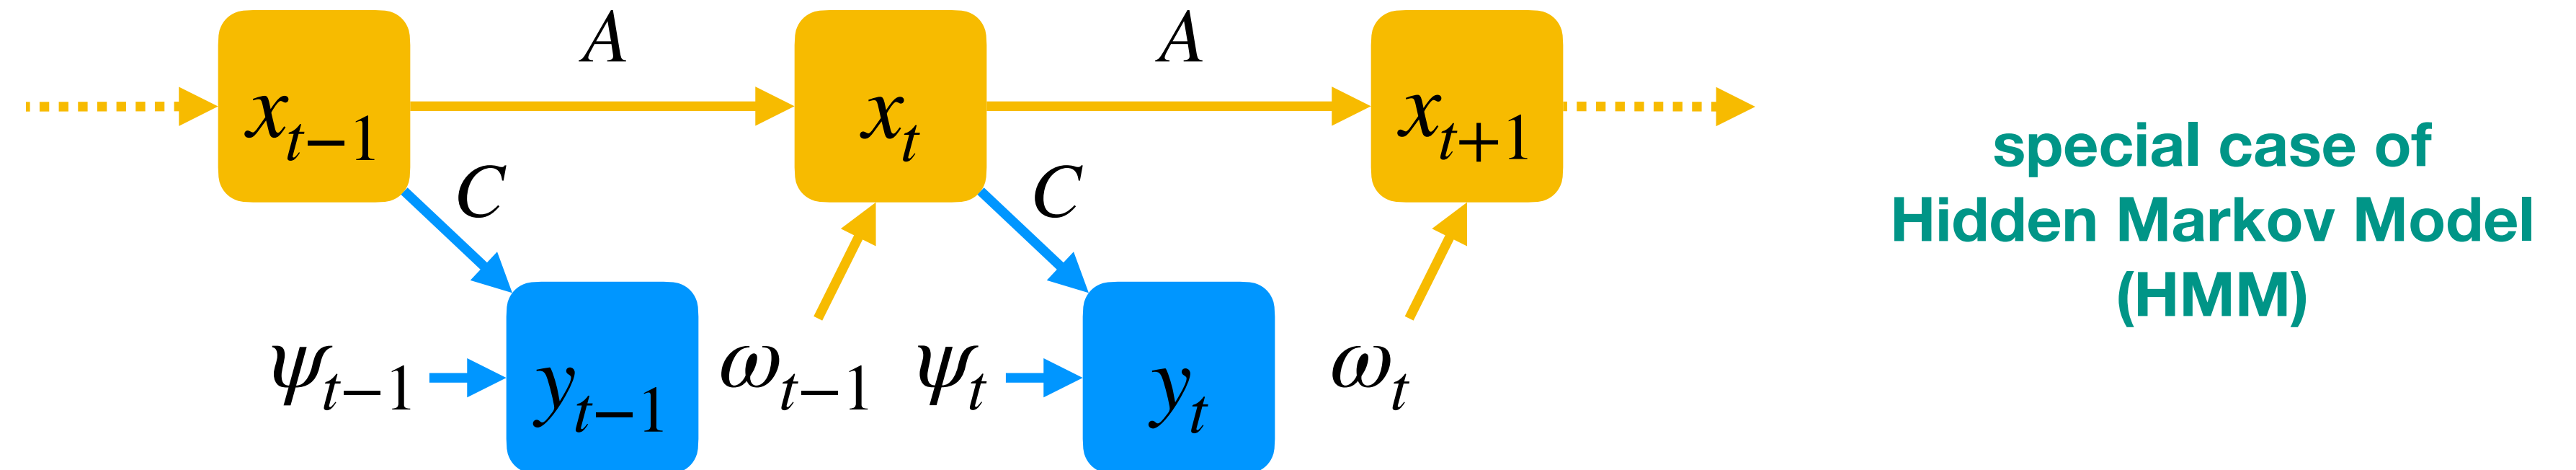 A A
x_{t−1} x_t x_{t+1}
C C
ψ_{t−1} y_{t−1} ω_{t−1} ψ_t y_t ω_t
special case of
Hidden Markov Model
(HMM)